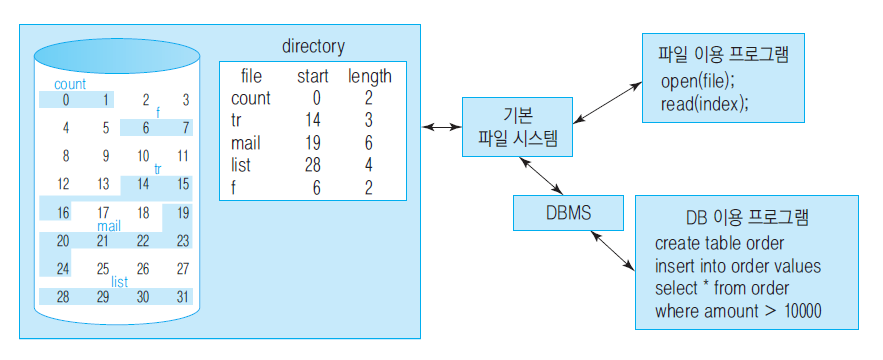 directory
file start length
count 0 2
tr 14 3
mail 19 6
list 28 4
f 6 2
count
0 1 2 3
f
4 5 6 7
8 9 10 11
tr
12 13 14 15
16 17 18 19
mail
20 21 22 23
24 25 26 27
list
28 29 30 31
기본
파일 시스템
파일 이용 프로그램
open(file);
read(index);
DBMS
DB 이용 프로그램
create table order
insert into order values
select * from order
where amount > 10000